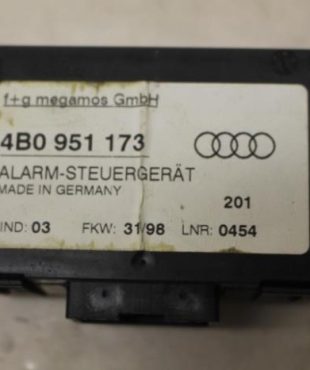 f+g megamos GmbH
4B0 951 173
ALARM-STEUERGERÄT
MADE IN GERMANY
201
IND: 03 FKW: 31/98 LNR: 0454